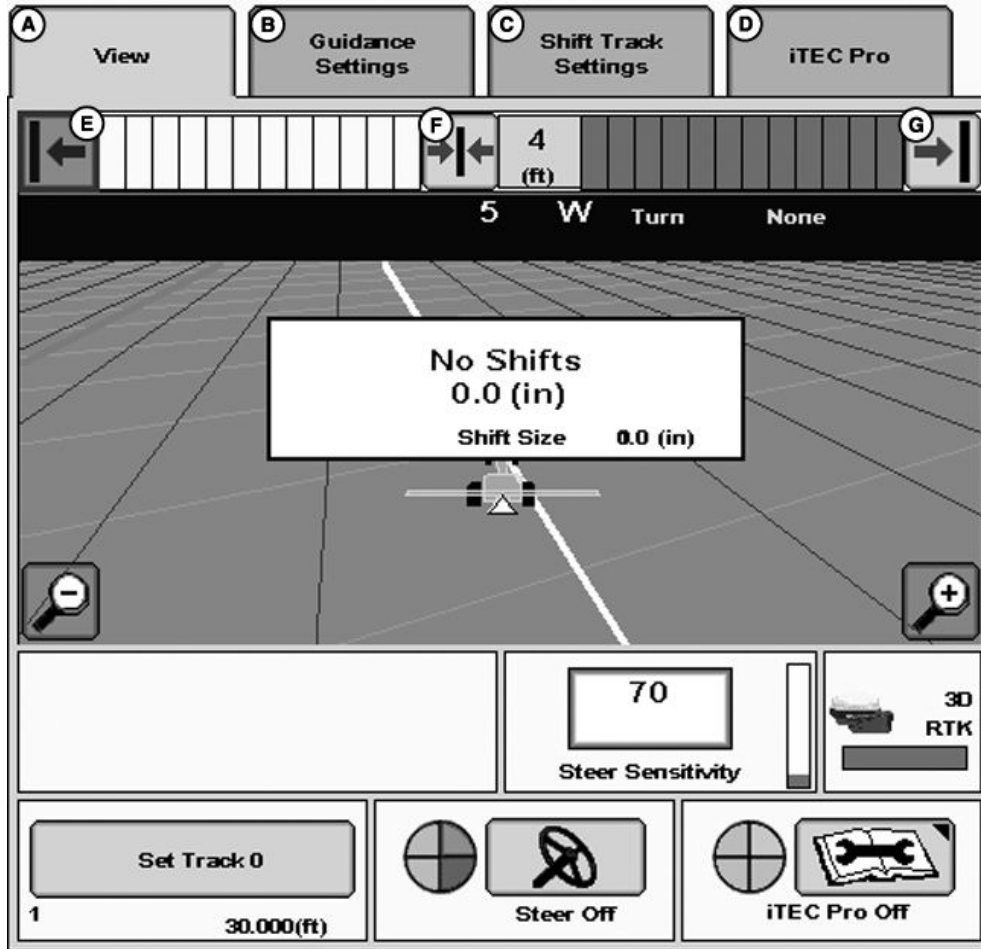 A
View
B
Guidance
Settings
C
Shift Track
Settings
D
iTEC Pro
E
F
4
(ft)
G
5 W Turn None
No Shifts
0.0 (in)
Shift Size 0.0 (in)
70
Steer Sensitivity
3D
RTK
Set Track 0
1 30.000(ft)
Steer Off
iTEC Pro Off